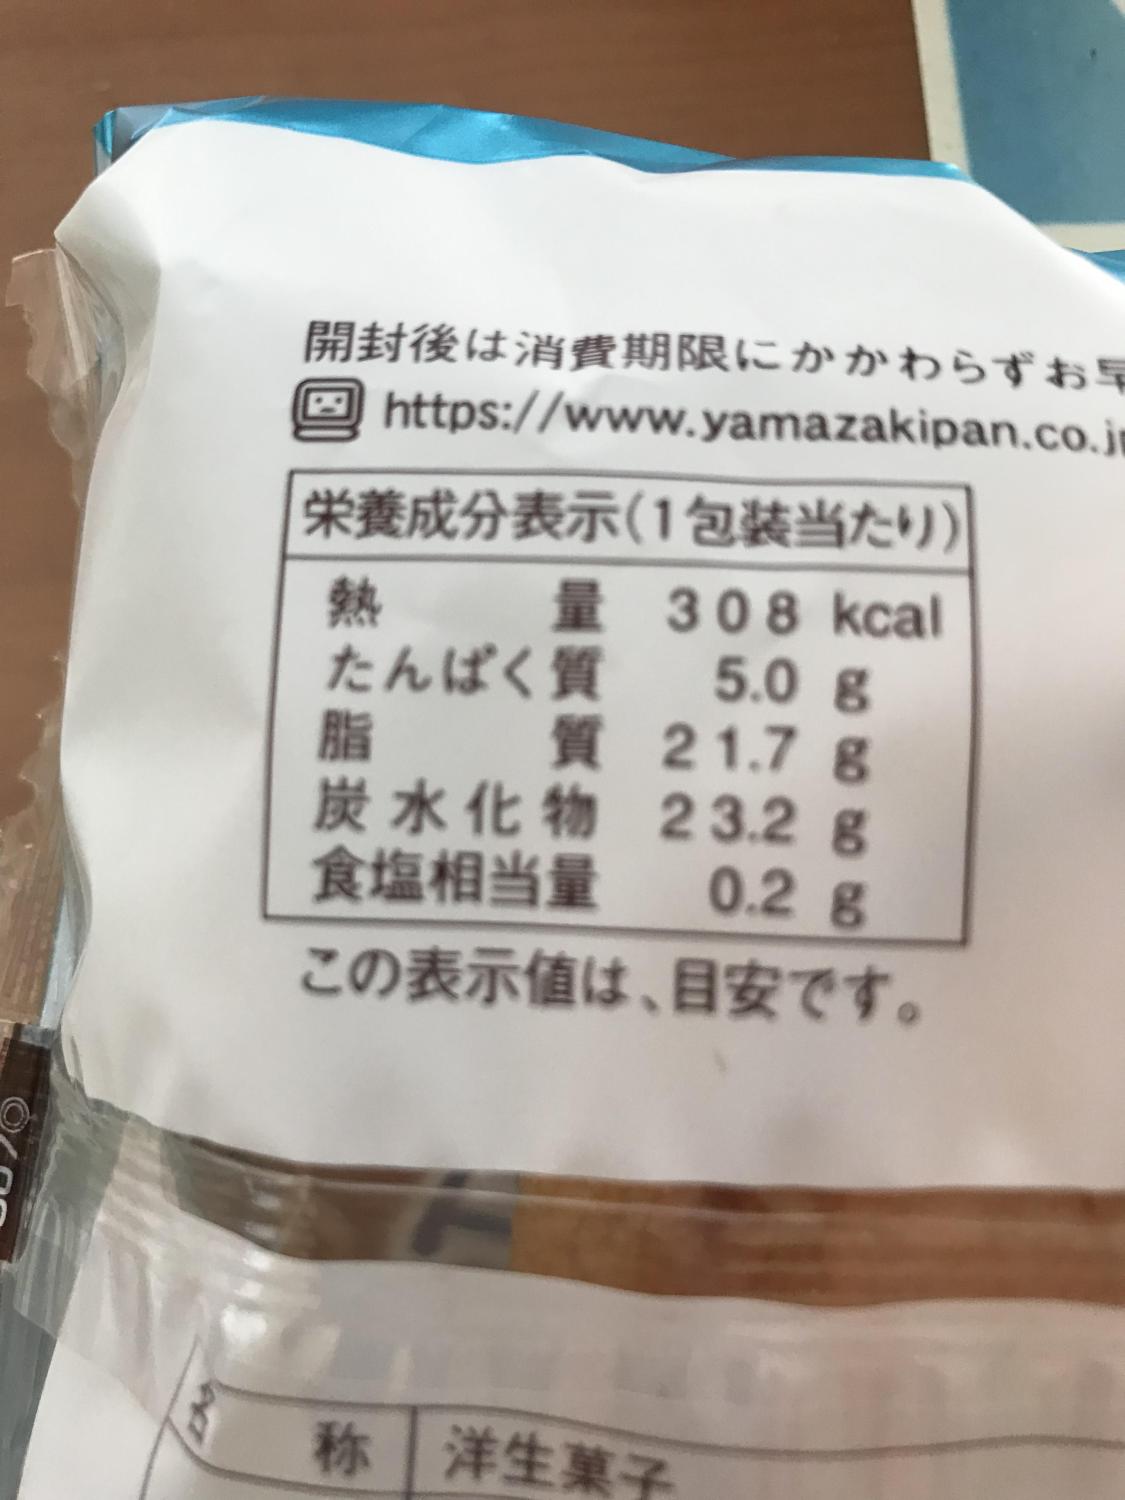 開封後は消費期限にかかわらずお早
https://www.yamazakipan.co.j
栄養成分表示(1包装当たり)
熱量 308 kcal
たんぱく質 5.0 g
脂質 21.7 g
炭水化物 23.2 g
食塩相当量 0.2 g
この表示値は、目安です。
称 洋生菓子